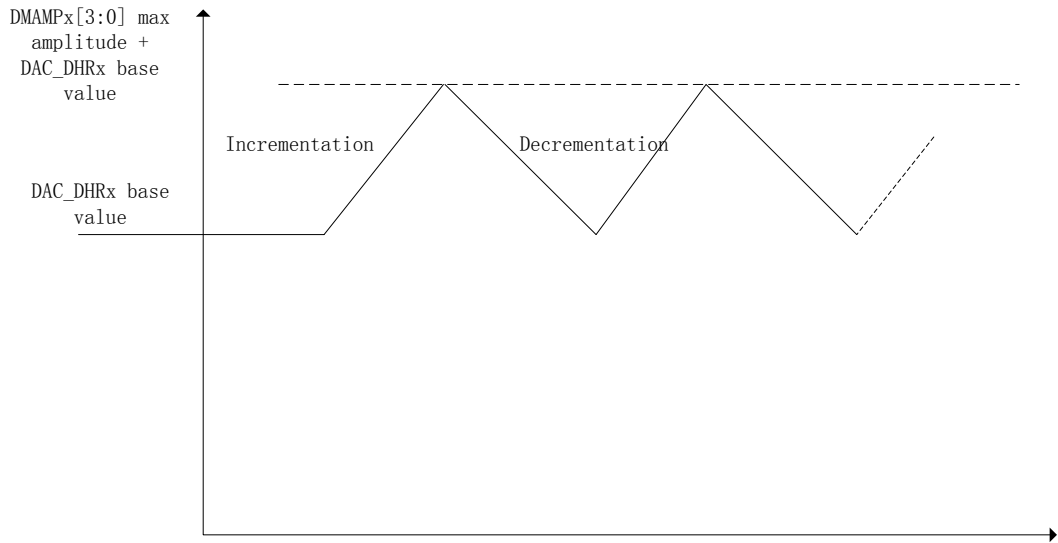 DMAMPx[3:0] max
amplitude +
DAC_DHRx base
value
Incrementation
Decrementation
DAC_DHRx base
value